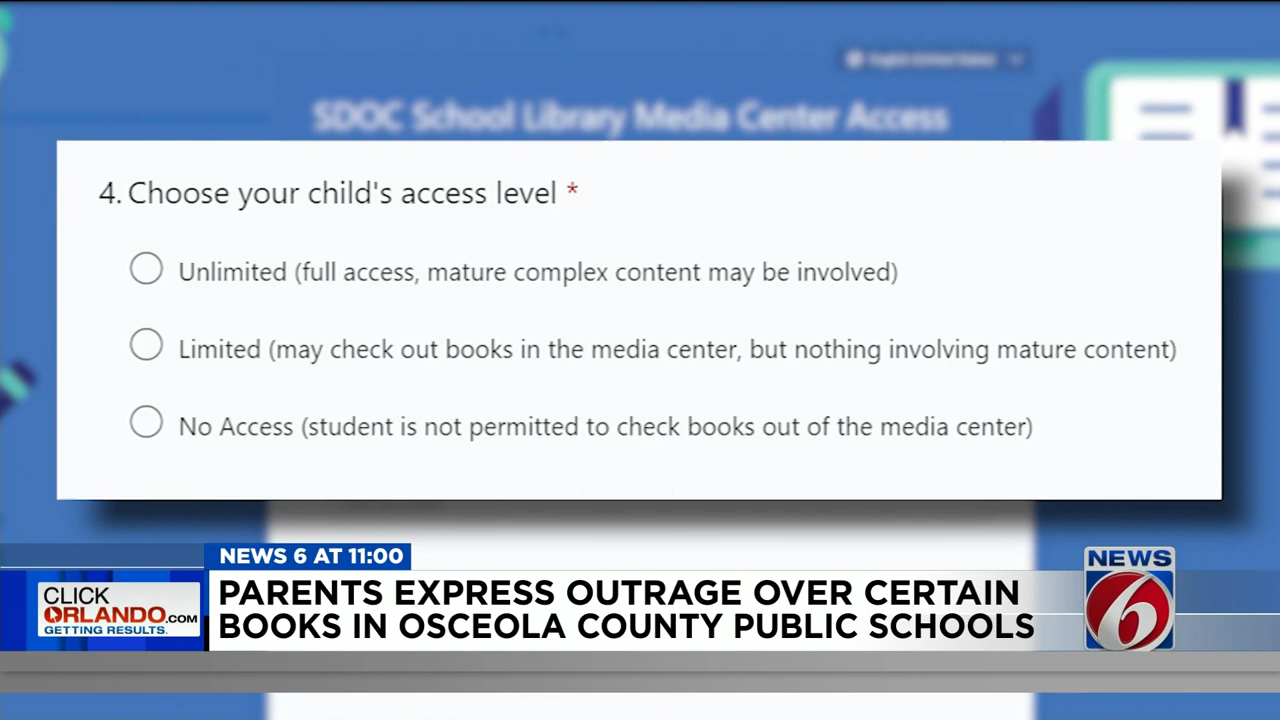 English (United States)
SDOC School Library Media Center Access
4. Choose your child's access level *
Unlimited (full access, mature complex content may be involved)
Limited (may check out books in the media center, but nothing involving mature content)
No Access (student is not permitted to check books out of the media center)
NEWS 6 AT 11:00
PARENTS EXPRESS OUTRAGE OVER CERTAIN
BOOKS IN OSCEOLA COUNTY PUBLIC SCHOOLS
CLICK
ORLANDO.COM
GETTING RESULTS.
NEWS
6